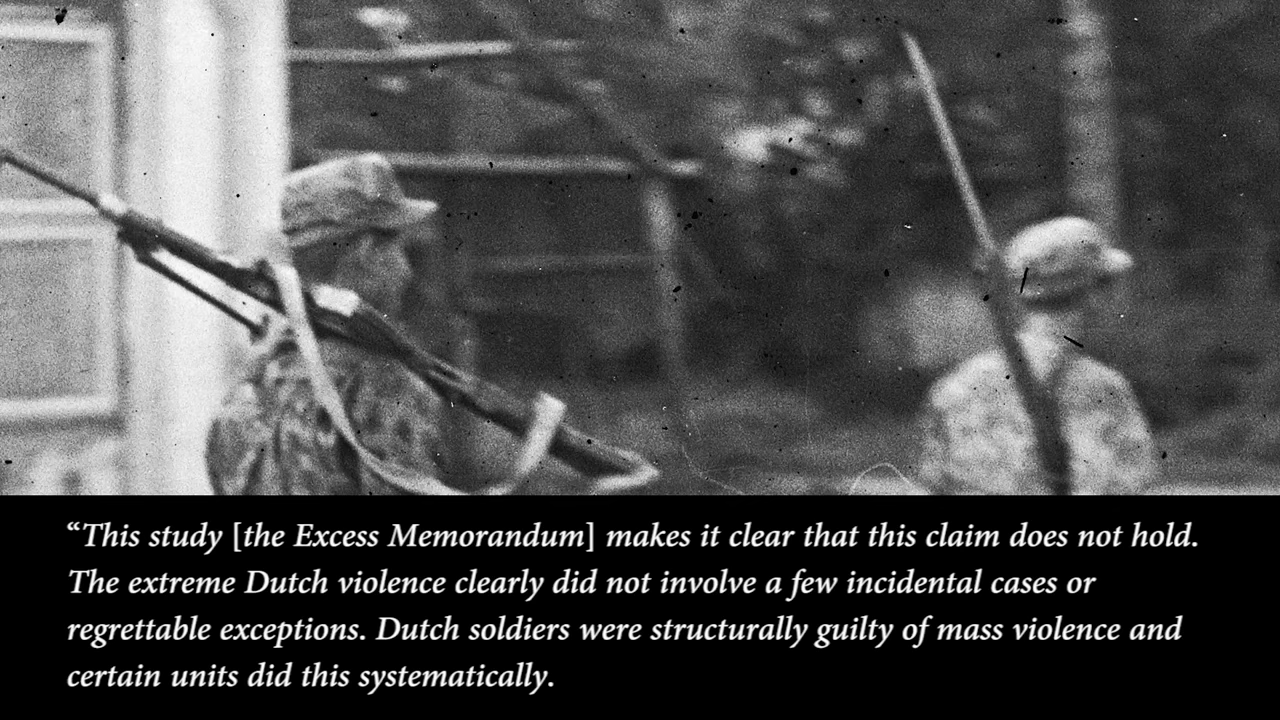 “This study [the Excess Memorandum] makes it clear that this claim does not hold.
The extreme Dutch violence clearly did not involve a few incidental cases or
regrettable exceptions. Dutch soldiers were structurally guilty of mass violence and
certain units did this systematically.